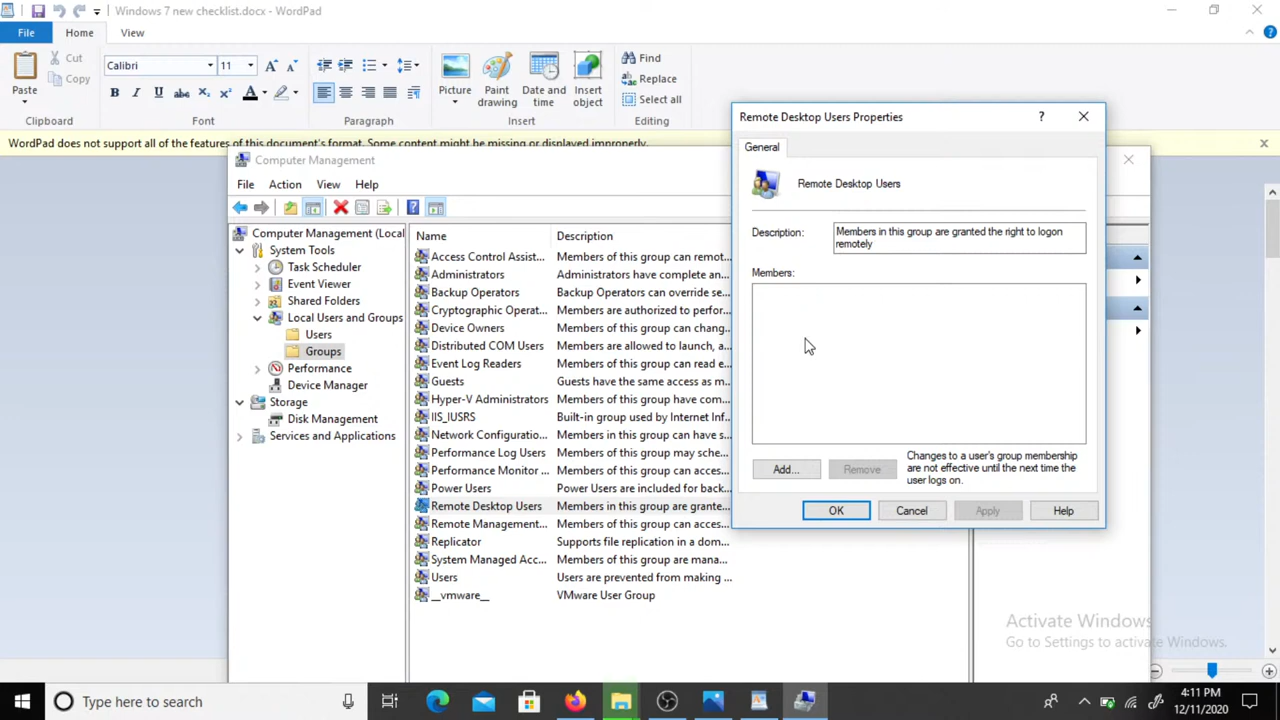 Windows 7 new checklist.docx - WordPad
File
Home
View
Paste
Cut
Copy
Clipboard
Calibri
11
B I U abc X₂ X² A
Font
Paragraph
Picture
Paint
drawing
Date and
time
Insert
object
Insert
Find
Replace
Select all
Editing
WordPad does not support all of the features of this document's format. Some content might be missing or displayed improperly.
Computer Management
File
Action
View
Help
Computer Management (Local
System Tools
Task Scheduler
Event Viewer
Shared Folders
Local Users and Groups
Users
Groups
Performance
Device Manager
Storage
Disk Management
Services and Applications
Name
Description
Access Control Assist...
Members of this group can remot...
Administrators
Administrators have complete an...
Backup Operators
Backup Operators can override se...
Cryptographic Operat...
Members are authorized to perfor...
Device Owners
Members of this group can chang...
Distributed COM Users
Members are allowed to launch, a...
Event Log Readers
Members of this group can read e...
Guests
Guests have the same access as m...
Hyper-V Administrators
Members of this group have com...
IIS_IUSRS
Built-in group used by Internet Inf...
Network Configuratio...
Members in this group can have s...
Performance Log Users
Members of this group may sche...
Performance Monitor ...
Members of this group can acces...
Power Users
Power Users are included for back...
Remote Desktop Users
Members in this group are grante...
Remote Management...
Members of this group can acces...
Replicator
Supports file replication in a dom...
System Managed Acc...
Members of this group are mana...
Users
Users are prevented from making ...
__vmware__
VMware User Group
Remote Desktop Users Properties
?
General
Remote Desktop Users
Description:
Members in this group are granted the right to logon
remotely
Members:
Add...
Remove
Changes to a user's group membership
are not effective until the next time the
user logs on.
OK
Cancel
Apply
Help
Activate Windows
Go to Settings to activate Windows.
Type here to search
4:11 PM
12/11/2020